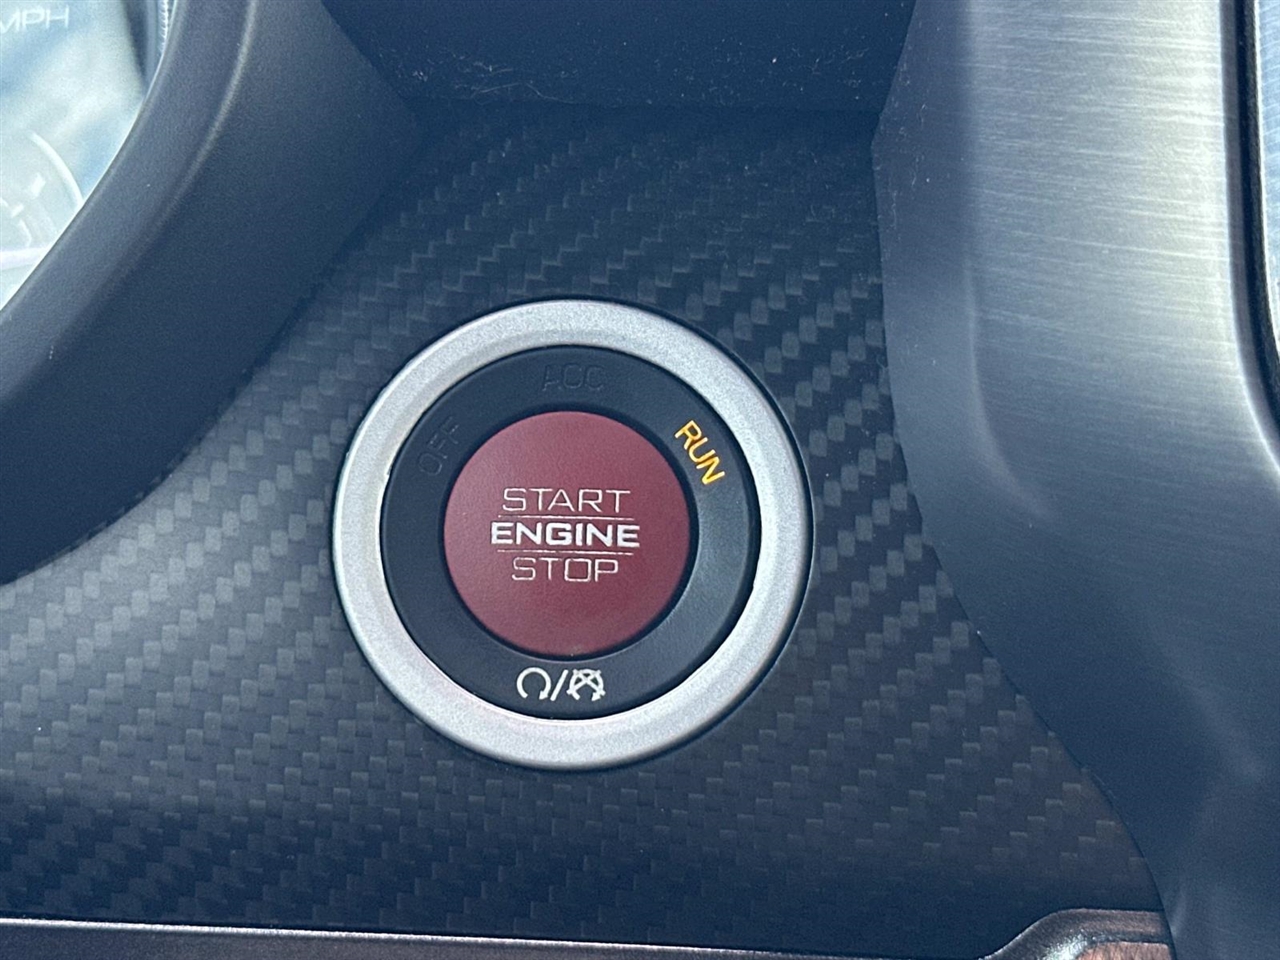 MPH
ACC
OFF
RUN
START
ENGINE
STOP